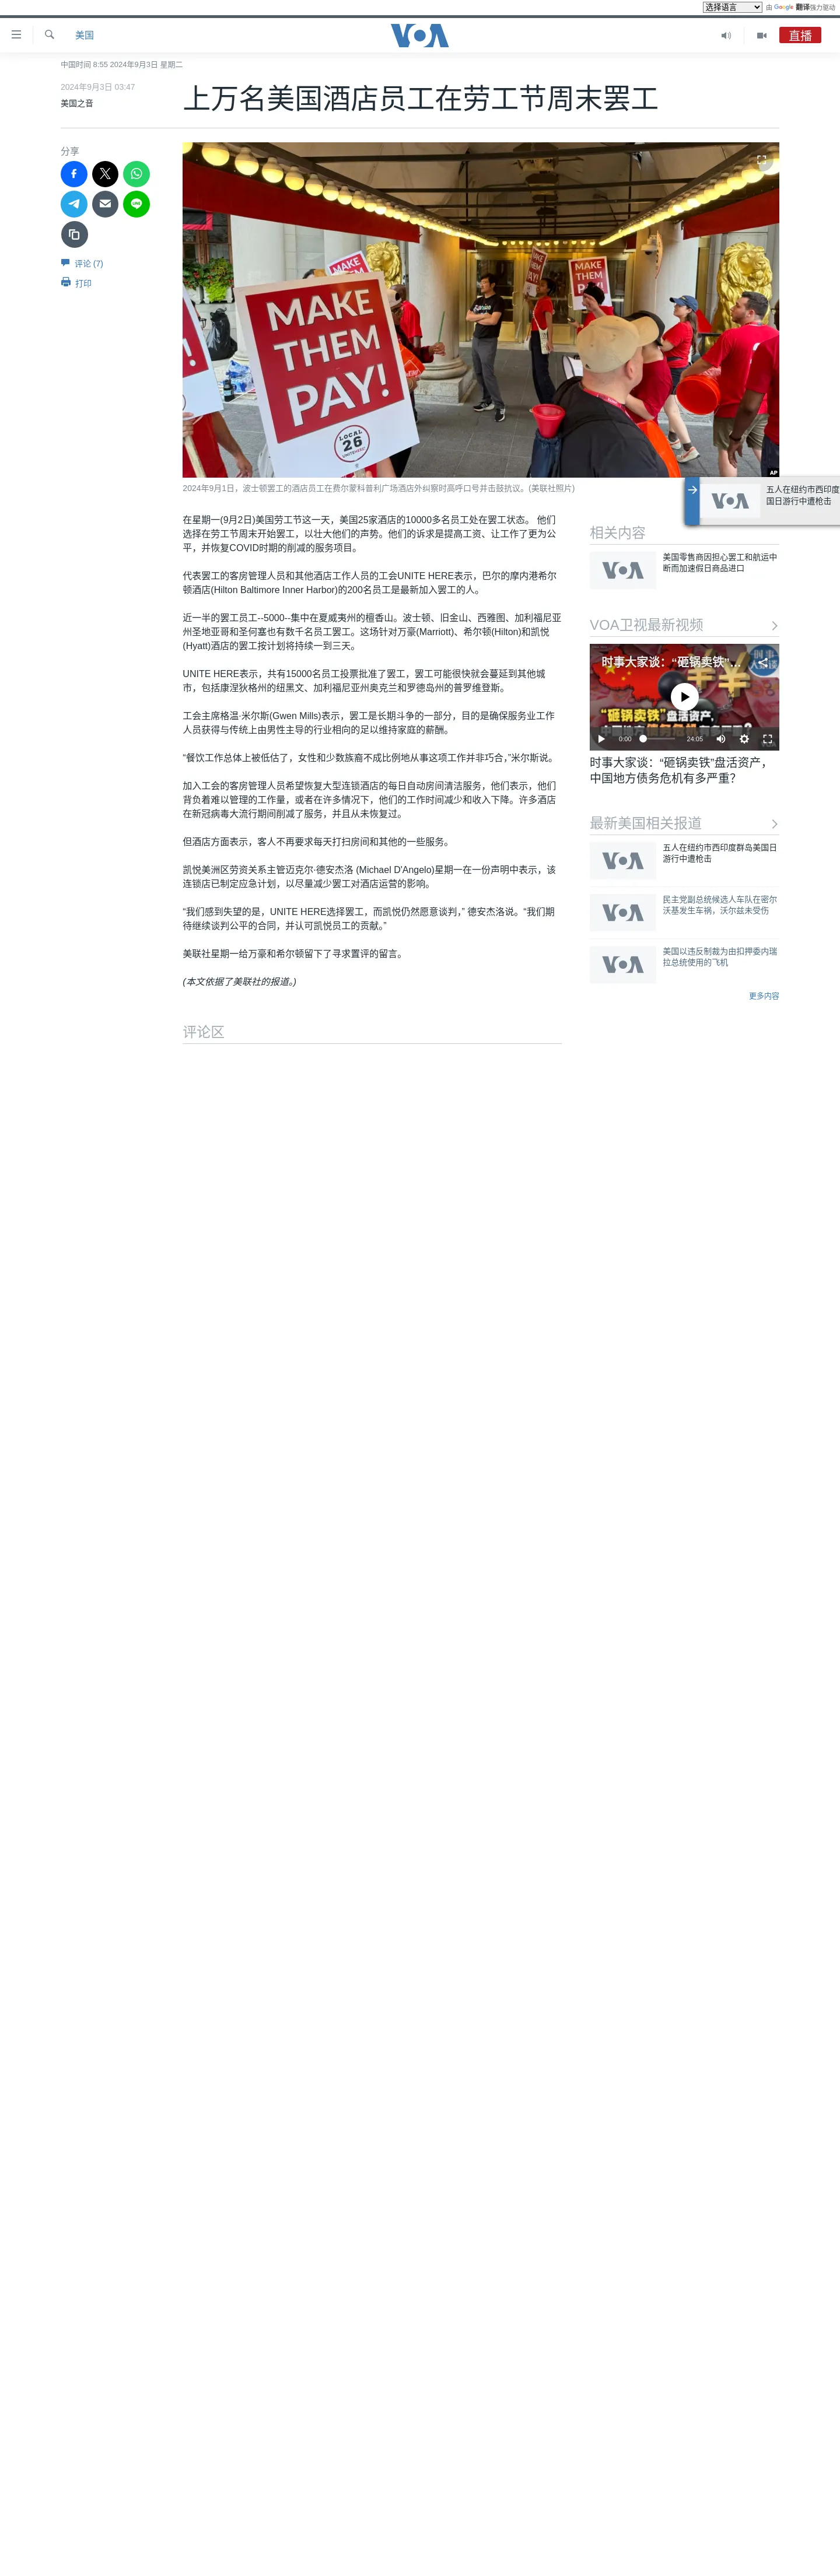 选择语言 由 Google 翻译强力驱动
美国
VOA
直播
中国时间 8:55 2024年9月3日 星期二
2024年9月3日 03:47
美国之音
上万名美国酒店员工在劳工节周末罢工
分享
评论 (7)
打印
MAKE THEM PAY!
MAKE THEM PAY!
MAKE THEM PAY!
MAKE THEM PAY!
LOCAL 26
UNITEHERE!
AP
2024年9月1日，波士顿罢工的酒店员工在费尔蒙科普利广场酒店外纠察时高呼口号并击鼓抗议。(美联社照片)
五人在纽约市西印度
国日游行中遭枪击
在星期一(9月2日)美国劳工节这一天，美国25家酒店的10000多名员工处在罢工状态。 他们
选择在劳工节周末开始罢工，以壮大他们的声势。他们的诉求是提高工资、让工作了更为公
平，并恢复COVID时期的削减的服务项目。
代表罢工的客房管理人员和其他酒店工作人员的工会UNITE HERE表示，巴尔的摩内港希尔
顿酒店(Hilton Baltimore Inner Harbor)的200名员工是最新加入罢工的人。
近一半的罢工员工--5000--集中在夏威夷州的檀香山。波士顿、旧金山、西雅图、加利福尼亚
州圣地亚哥和圣何塞也有数千名员工罢工。这场针对万豪(Marriott)、希尔顿(Hilton)和凯悦
(Hyatt)酒店的罢工按计划将持续一到三天。
UNITE HERE表示，共有15000名员工投票批准了罢工，罢工可能很快就会蔓延到其他城
市，包括康涅狄格州的纽黑文、加利福尼亚州奥克兰和罗德岛州的普罗维登斯。
工会主席格温·米尔斯(Gwen Mills)表示，罢工是长期斗争的一部分，目的是确保服务业工作
人员获得与传统上由男性主导的行业相向的足以维持家庭的薪酬。
“餐饮工作总体上被低估了，女性和少数族裔不成比例地从事这项工作并非巧合，”米尔斯说。
加入工会的客房管理人员希望恢复大型连锁酒店的每日自动房间清洁服务，他们表示，他们
背负着难以管理的工作量，或者在许多情况下，他们的工作时间减少和收入下降。许多酒店
在新冠病毒大流行期间削减了服务，并且从未恢复过。
但酒店方面表示，客人不再要求每天打扫房间和其他的一些服务。
凯悦美洲区劳资关系主管迈克尔·德安杰洛 (Michael D'Angelo)星期一在一份声明中表示，该
连锁店已制定应急计划，以尽量减少罢工对酒店运营的影响。
“我们感到失望的是，UNITE HERE选择罢工，而凯悦仍然愿意谈判，” 德安杰洛说。“我们期
待继续谈判公平的合同，并认可凯悦员工的贡献。”
美联社星期一给万豪和希尔顿留下了寻求置评的留言。
(本文依据了美联社的报道。)
评论区
相关内容
VOA
美国零售商因担心罢工和航运中
断而加速假日商品进口
VOA卫视最新视频
时事大家谈：“砸锅卖铁”…
“砸锅卖铁”盘活资产，
0:00
24:05
时事大家谈：“砸锅卖铁”盘活资产，
中国地方债务危机有多严重？
最新美国相关报道
VOA
五人在纽约市西印度群岛美国日
游行中遭枪击
VOA
民主党副总统候选人车队在密尔
沃基发生车祸，沃尔兹未受伤
VOA
美国以违反制裁为由扣押委内瑞
拉总统使用的飞机
更多内容